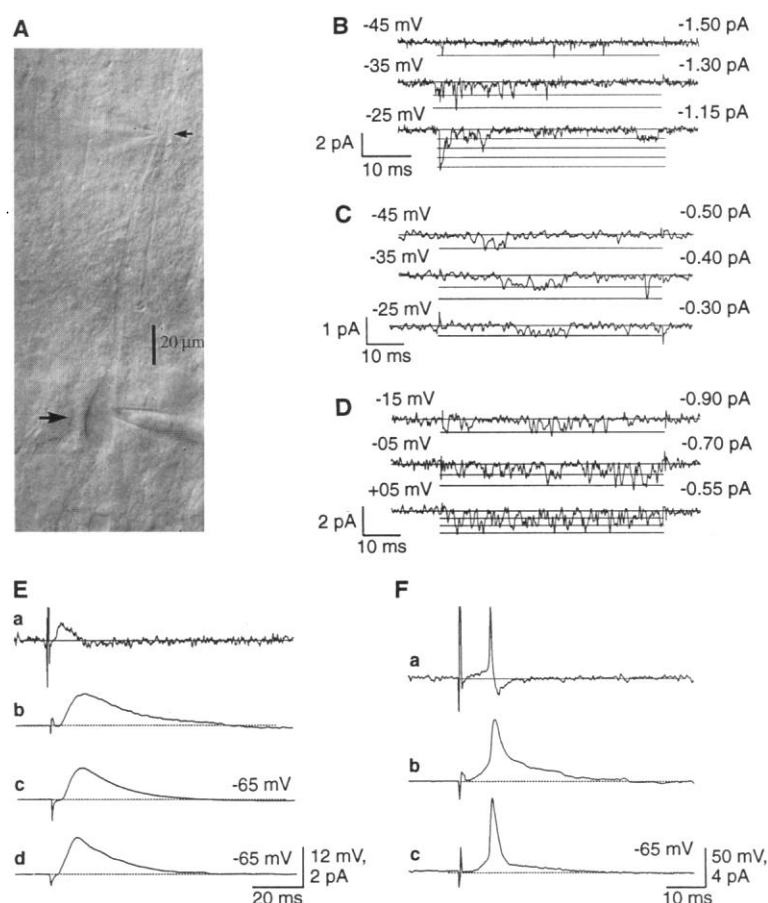 A
20 µm
B
-45 mV -1.50 pA
-35 mV -1.30 pA
-25 mV -1.15 pA
2 pA
10 ms
C
-45 mV -0.50 pA
-35 mV -0.40 pA
-25 mV -0.30 pA
1 pA
10 ms
D
-15 mV -0.90 pA
-05 mV -0.70 pA
+05 mV -0.55 pA
2 pA
10 ms
E
a
b
c -65 mV
d -65 mV
12 mV,
2 pA
20 ms
F
a
b
c -65 mV
50 mV,
4 pA
10 ms